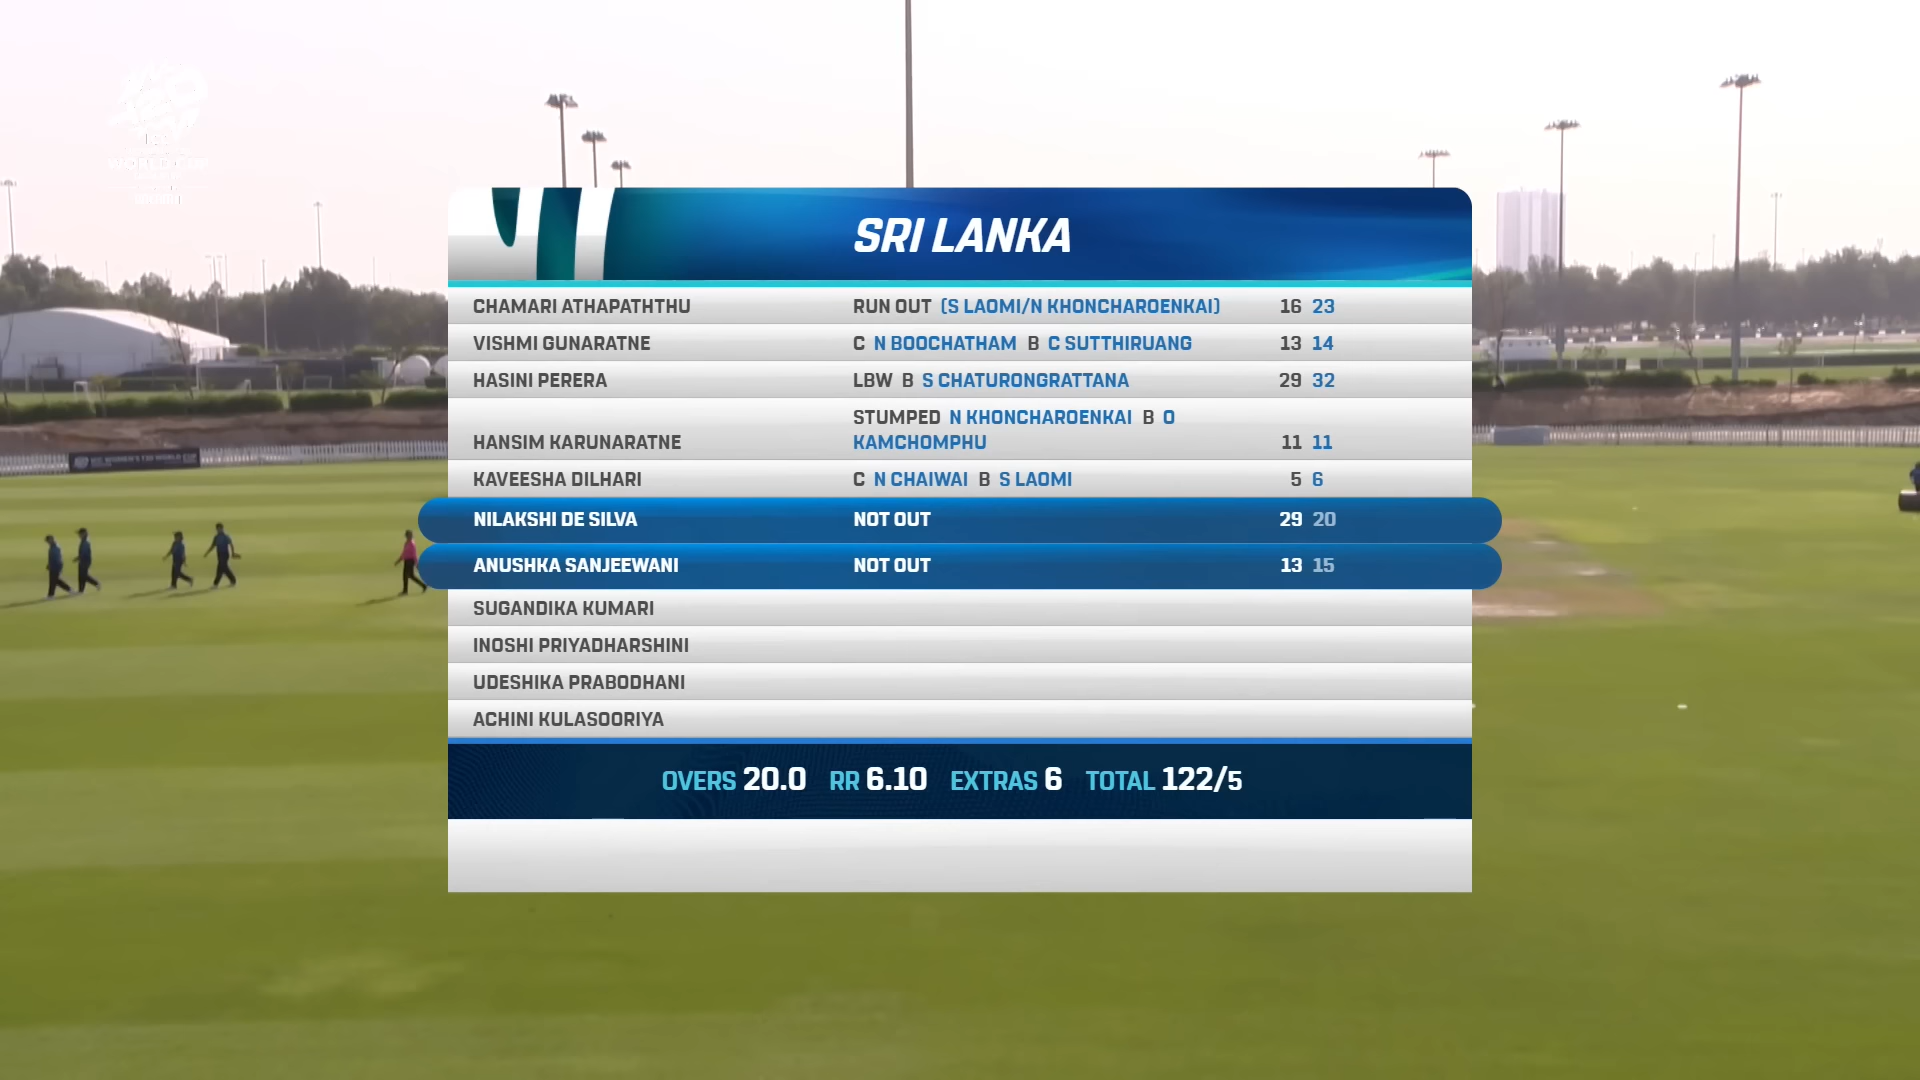 SRI LANKA
CHAMARI ATHAPATHTHU RUN OUT (S LAOMI/N KHONCHAROENKAI) 16 23
VISHMI GUNARATNE C N BOOCHATHAM B C SUTTHIRUANG 13 14
HASINI PERERA LBW B S CHATURONGRATTANA 29 32
STUMPED N KHONCHAROENKAI B O
HANSIM KARUNARATNE KAMCHOMPHU 11 11
KAVEESHA DILHARI C N CHAIWAI B S LAOMI 5 6
NILAKSHI DE SILVA NOT OUT 29 20
ANUSHKA SANJEEWANI NOT OUT 13 15
SUGANDIKA KUMARI
INOSHI PRIYADHARSHINI
UDESHIKA PRABODHANI
ACHINI KULASOORIYA
OVERS 20.0 RR 6.10 EXTRAS 6 TOTAL 122/5